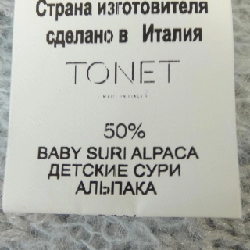 Страна изготовителя
сделано в Италия
TONET
50%
BABY SURI ALPACA
ДЕТСКИЕ СУРИ
АЛЬПАКА